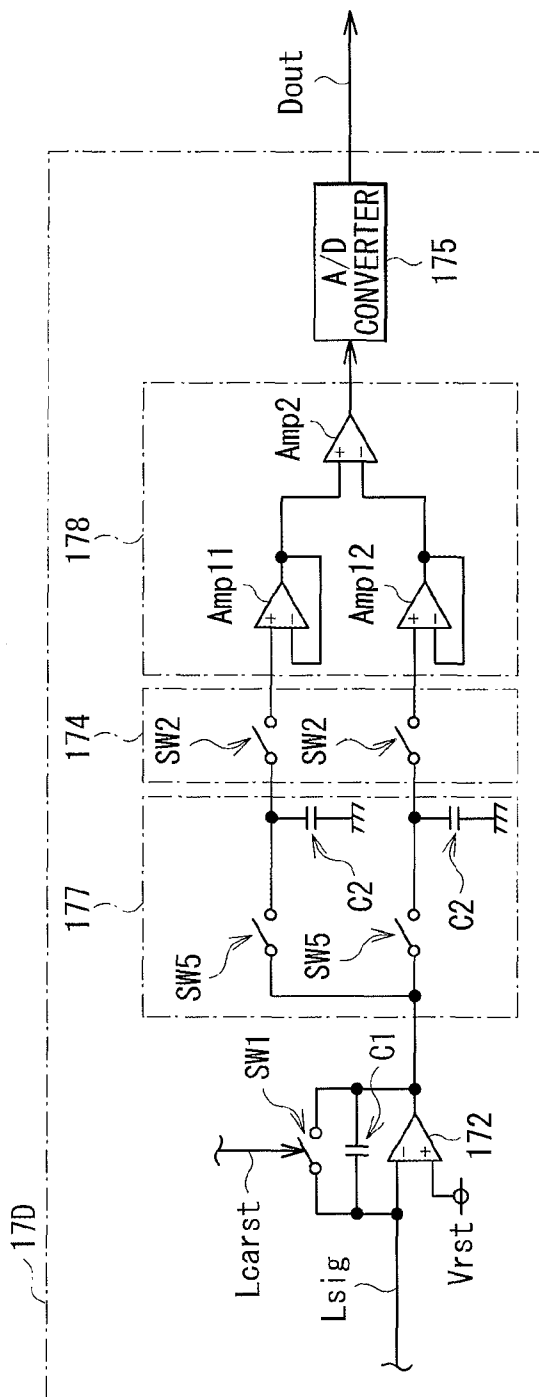 17D
Lsig
Vrst
Lcarst
SW1
C1
172
177
SW5
SW5
C2
C2
174
SW2
SW2
178
Amp11
Amp12
Amp2
+
−
+
−
+
−
−
+
A/D
CONVERTER
175
Dout